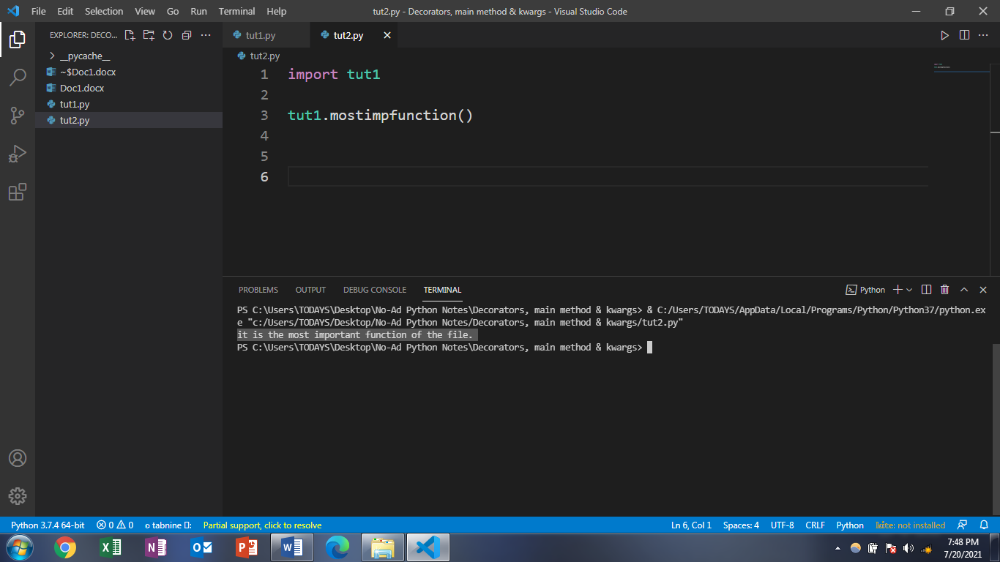 File Edit Selection View Go Run Terminal Help
tut2.py - Decorators, main method & kwargs - Visual Studio Code
EXPLORER: DECO...
__pycache__
~$Doc1.docx
Doc1.docx
tut1.py
tut2.py
tut1.py tut2.py
tut2.py
1 import tut1
2
3 tut1.mostimpfunction()
4
5
6
PROBLEMS OUTPUT DEBUG CONSOLE TERMINAL
Python
PS C:\Users\TODAYS\Desktop\No-Ad Python Notes\Decorators, main method & kwargs> & C:/Users/TODAYS/AppData/Local/Programs/Python/Python37/python.ex
e "c:/Users/TODAYS/Desktop/No-Ad Python Notes/Decorators, main method & kwargs/tut2.py"
it is the most important function of the file.
PS C:\Users\TODAYS\Desktop\No-Ad Python Notes\Decorators, main method & kwargs>
Python 3.7.4 64-bit 0 0 tabnine Partial support, click to resolve
Ln 6, Col 1 Spaces: 4 UTF-8 CRLF Python kite: not installed
7:48 PM
7/20/2021